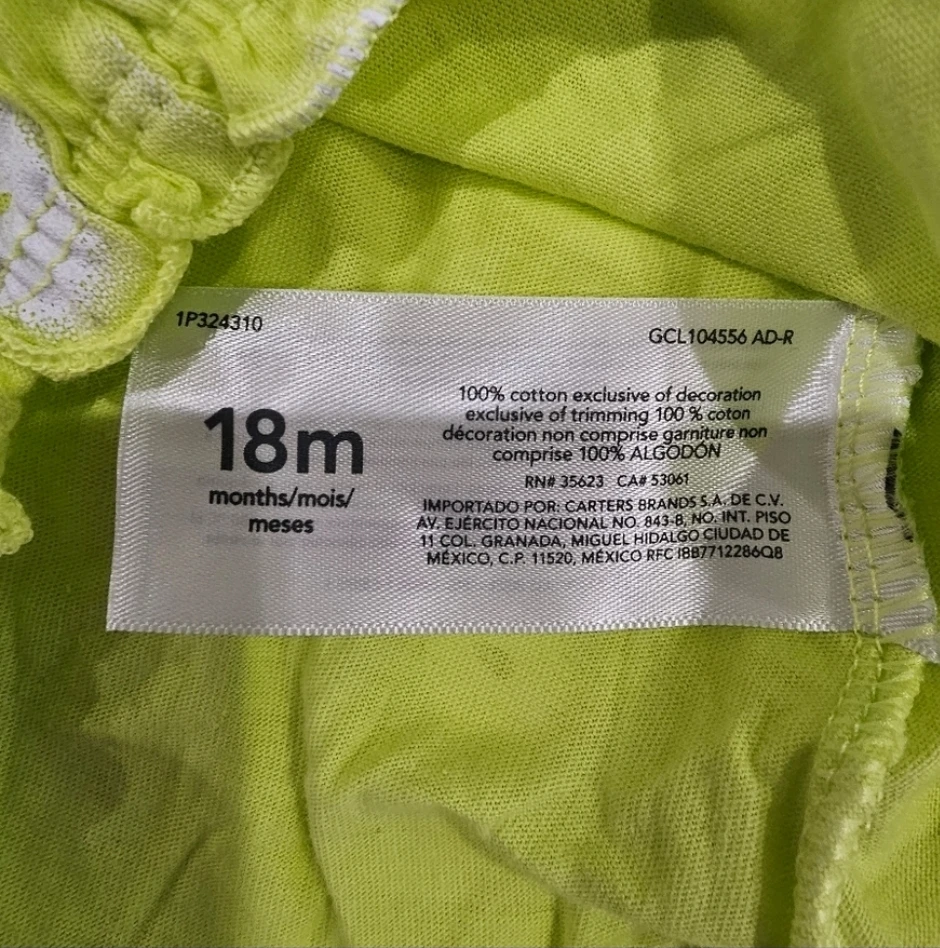 1P324310
GCL104556 AD-R
18m
months/mois/
meses
100% cotton exclusive of decoration
exclusive of trimming 100 % coton
décoration non comprise garniture non
comprise 100% ALGODÓN
RN# 35623 CA# 53061
IMPORTADO POR: CARTERS BRANDS S.A. DE C.V.
AV. EJÉRCITO NACIONAL NO. 843-B, NO. INT. PISO
11 COL. GRANADA, MIGUEL HIDALGO CIUDAD DE
MÉXICO, C.P. 11520, MÉXICO RFC IBB7712286Q8